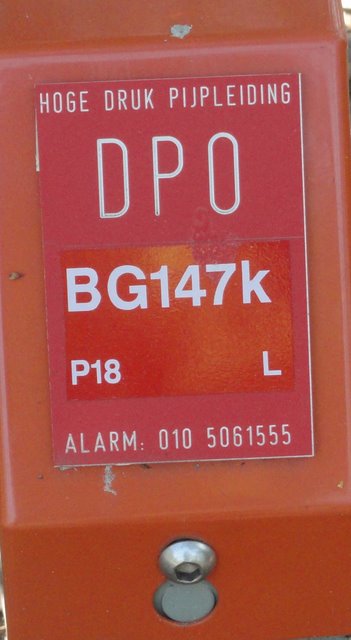 HOGE DRUK PIJPLEIDING
DPO
BG147k
P18 L
ALARM: 010 5061555